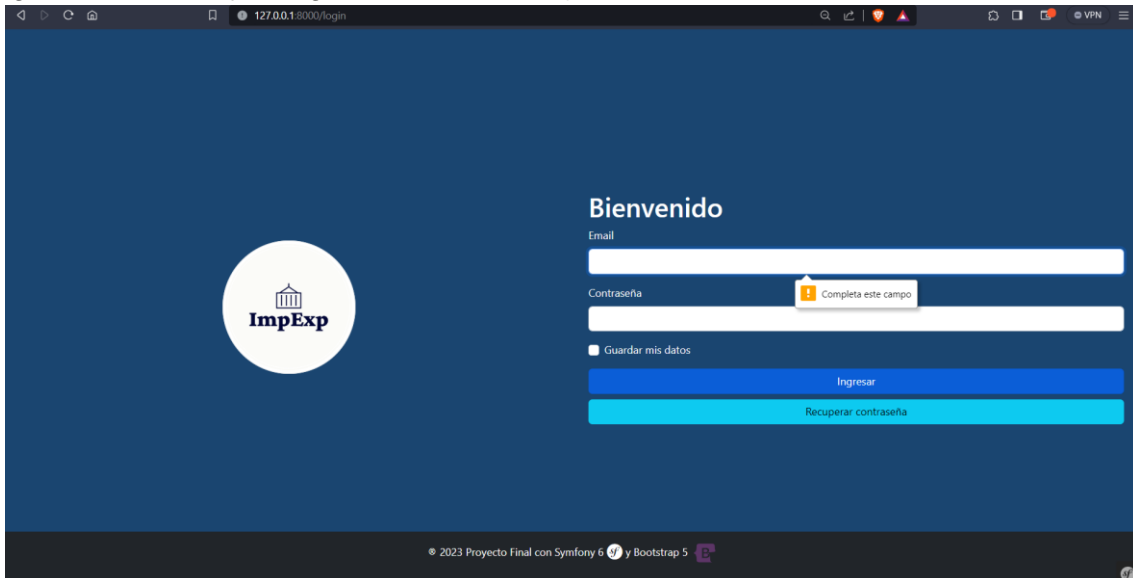 127.0.0.1:8000/login
VPN
Bienvenido
Email
Completa este campo
Contraseña
ImpExp
Guardar mis datos
Ingresar
Recuperar contraseña
® 2023 Proyecto Final con Symfony 6 sf y Bootstrap 5 B